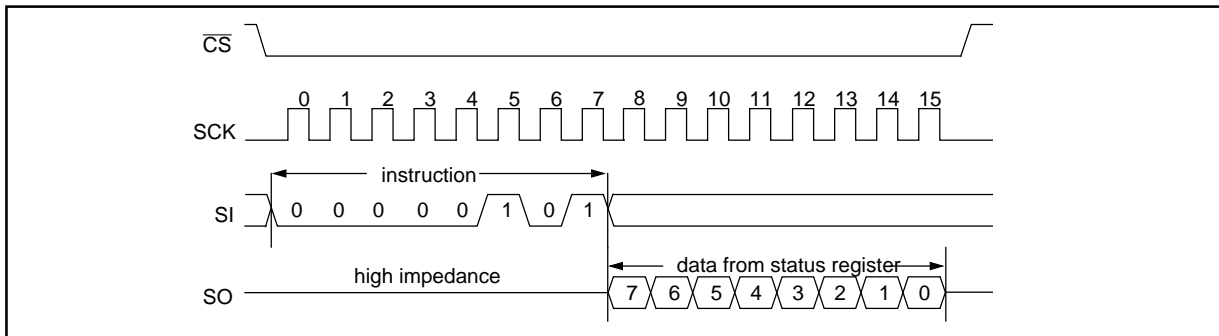 CS
0 1 2 3 4 5 6 7 8 9 10 11 12 13 14 15
SCK
instruction
SI 0 0 0 0 0 1 0 1
high impedance
data from status register
SO 7 6 5 4 3 2 1 0